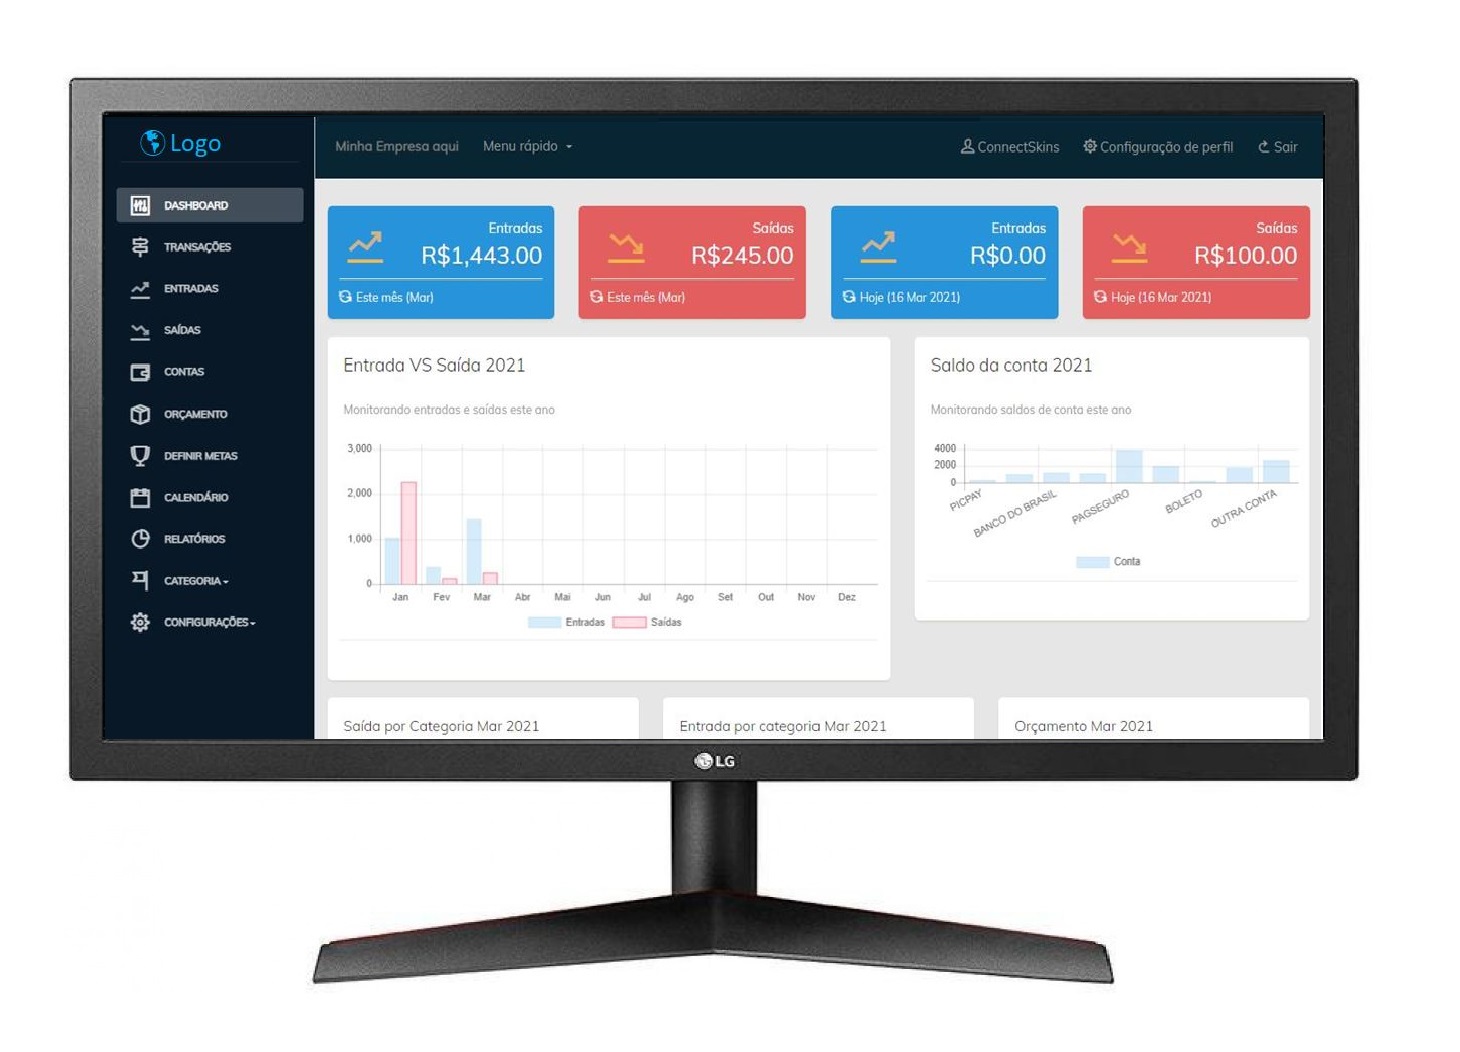 Logo
Minha Empresa aqui Menu rápido
ConnectSkins Configuração de perfil Sair
DASHBOARD
TRANSAÇÕES
ENTRADAS
SAÍDAS
CONTAS
ORÇAMENTO
DEFINIR METAS
CALENDÁRIO
RELATÓRIOS
CATEGORIA
CONFIGURAÇÕES
Entradas
R$1,443.00
Este mês (Mar)
Saídas
R$245.00
Este mês (Mar)
Entradas
R$0.00
Hoje (16 Mar 2021)
Saídas
R$100.00
Hoje (16 Mar 2021)
Entrada VS Saída 2021
Monitorando entradas e saídas este ano
3,000
2,000
1,000
0
Jan Fev Mar Abr Mai Jun Jul Ago Set Out Nov Dez
Entradas Saídas
Saldo da conta 2021
Monitorando saldos de conta este ano
4000
2000
0
PICPAY BANCO DO BRASIL PAGSEGURO BOLETO OUTRA CONTA
Conta
Saída por Categoria Mar 2021
Entrada por categoria Mar 2021
Orçamento Mar 2021
LG